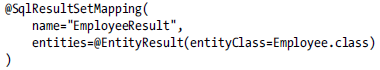 @SqlResultSetMapping(
    name="EmployeeResult",
    entities=@EntityResult(entityClass=Employee.class)
)